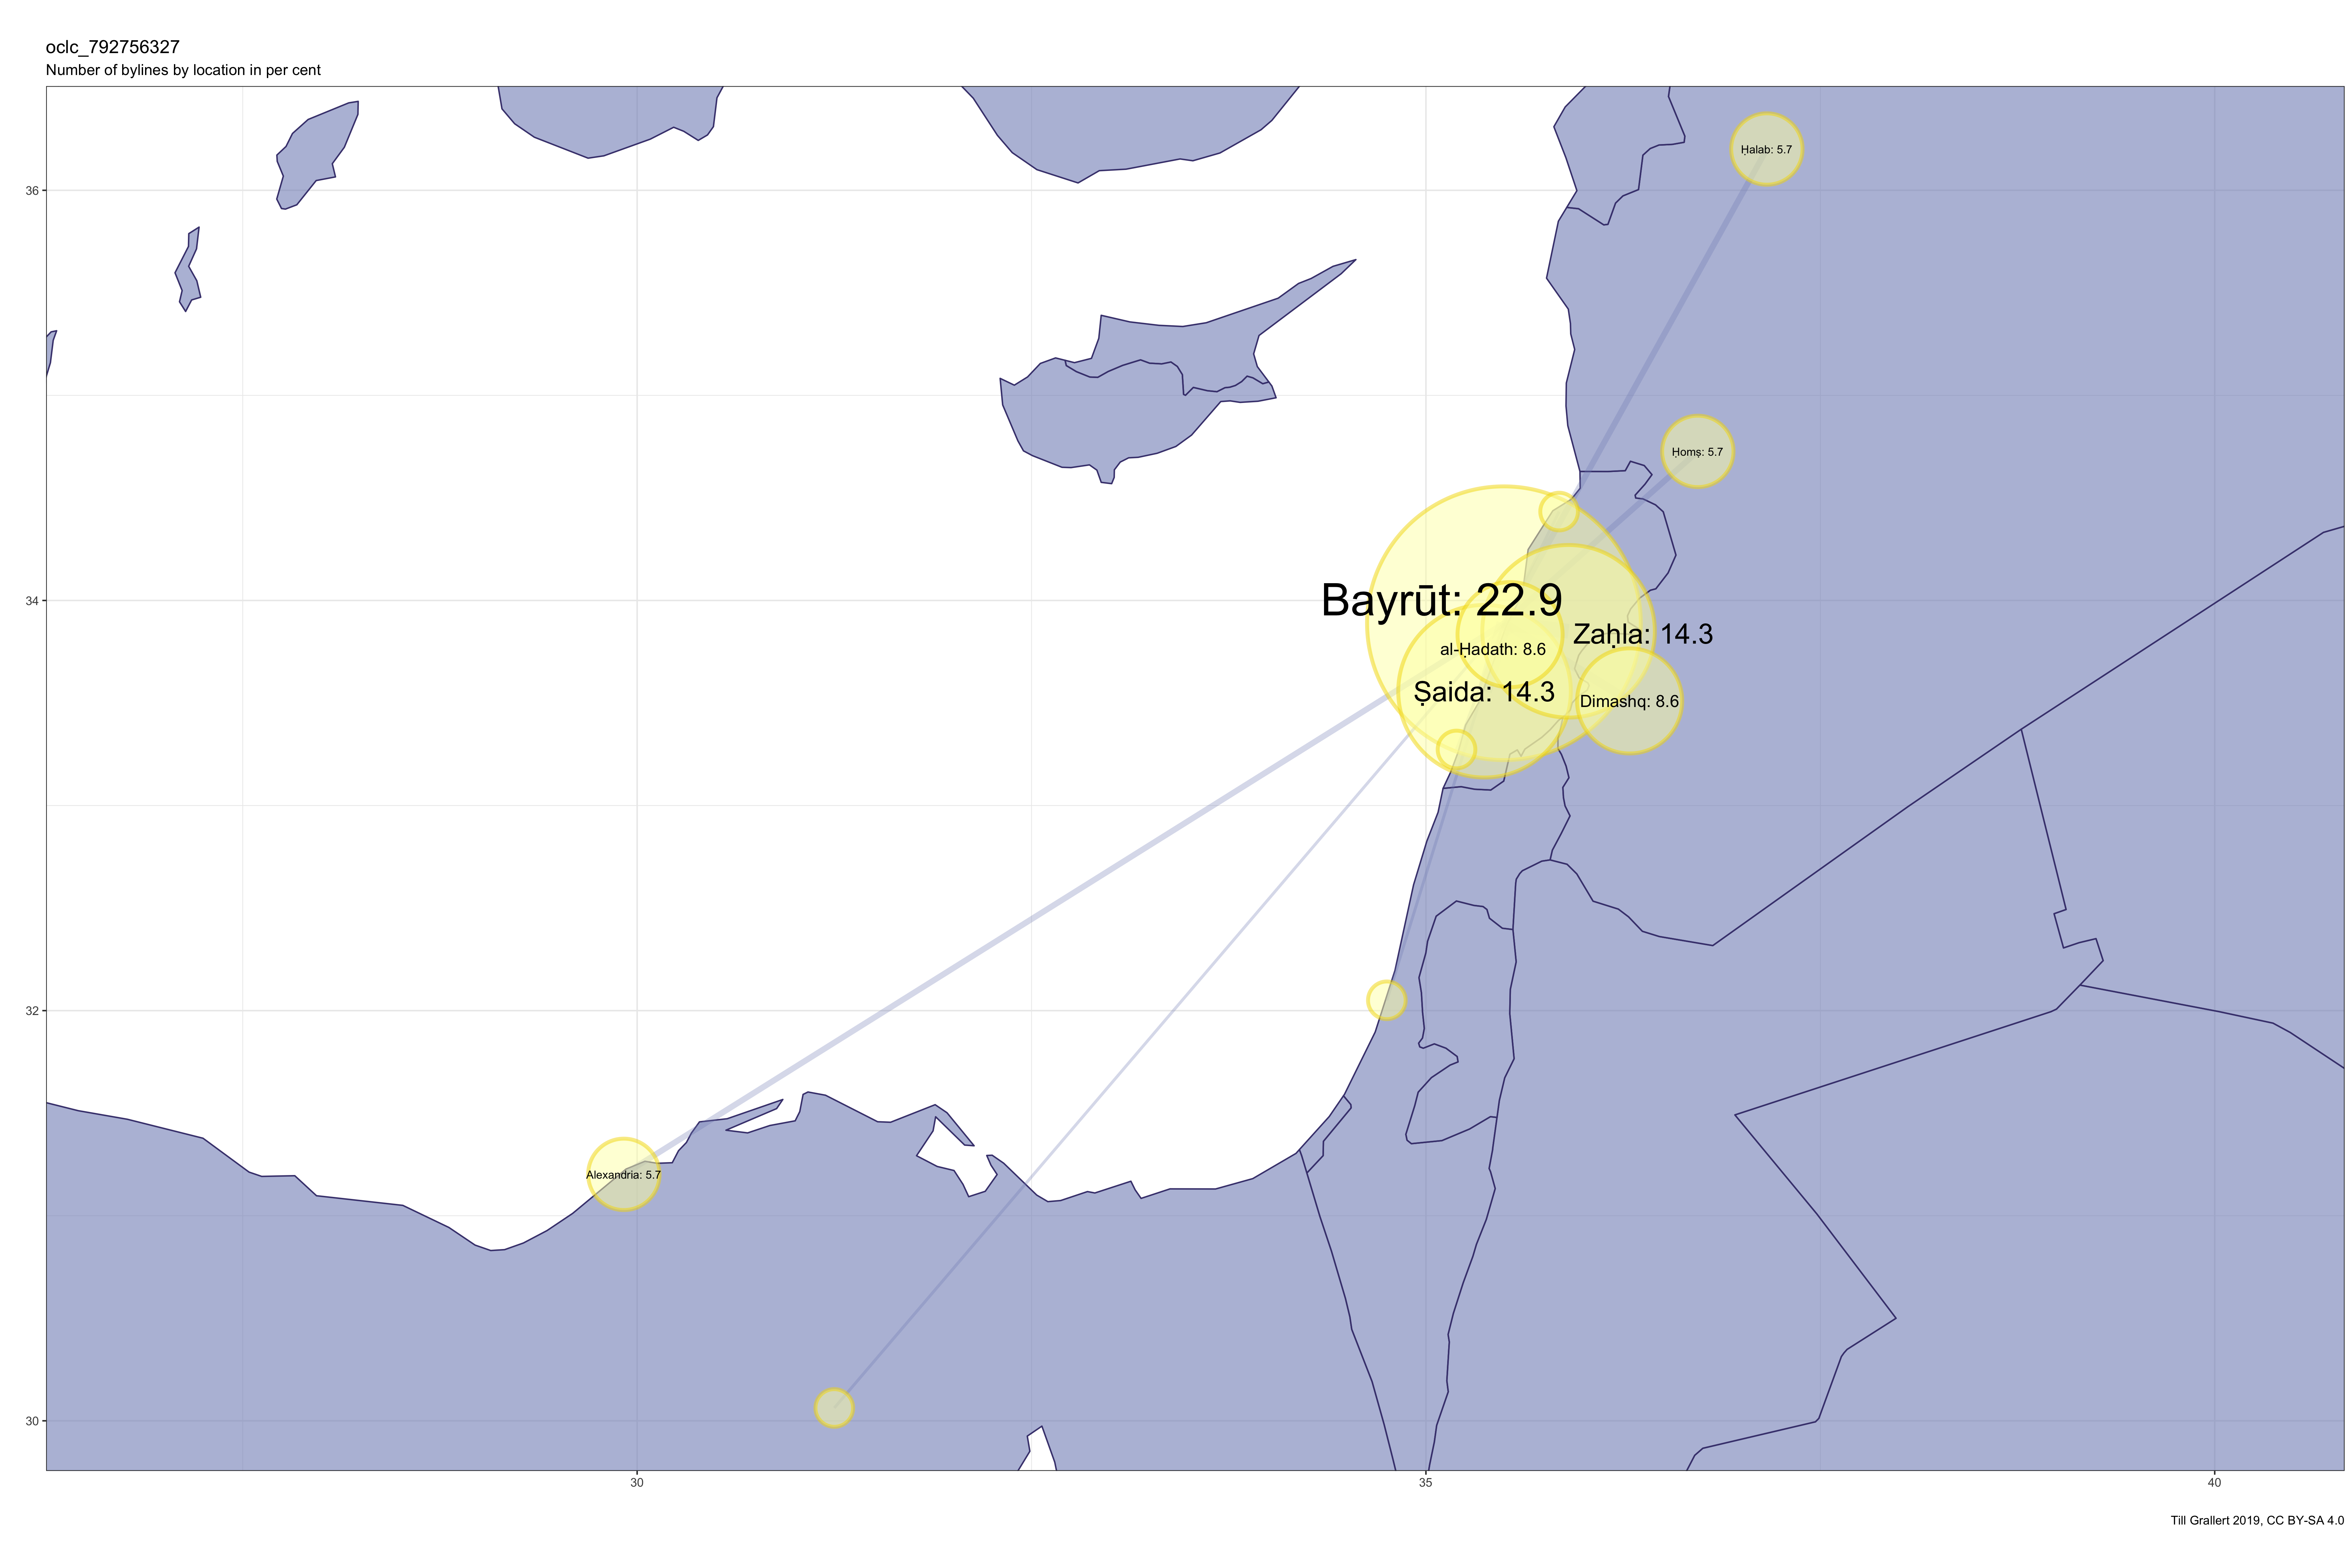 oclc_792756327
Number of bylines by location in per cent
36
34
32
30
Ḥalab: 5.7
Ḥomṣ: 5.7
Bayrūt: 22.9
Zaḥla: 14.3
al-Ḥadath: 8.6
Ṣaida: 14.3
Dimashq: 8.6
Alexandria: 5.7
30
35
40
Till Grallert 2019, CC BY-SA 4.0